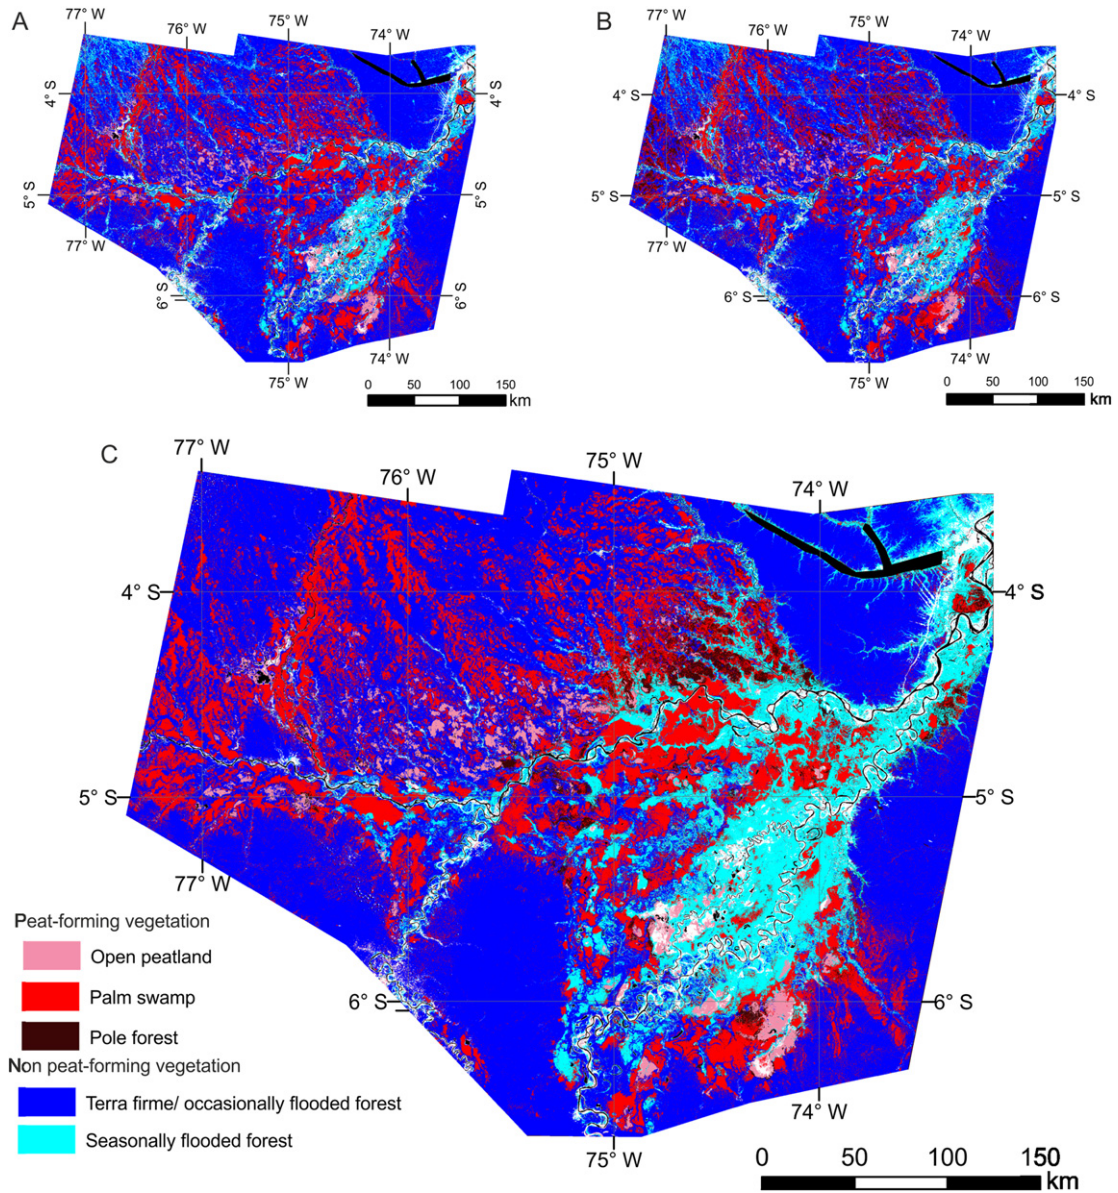 A
77° W
76° W
75° W
74° W
4° S
4° S
5° S
5° S
77° W
6° S
6° S
75° W
74° W
0 50 100 150
km
B
77° W
76° W
75° W
74° W
4° S
4° S
5° S
5° S
77° W
6° S
6° S
75° W
74° W
0 50 100 150
km
C
77° W
76° W
75° W
74° W
4° S
4° S
5° S
5° S
77° W
6° S
6° S
75° W
74° W
Peat-forming vegetation
Open peatland
Palm swamp
Pole forest
Non peat-forming vegetation
Terra firme/ occasionally flooded forest
Seasonally flooded forest
0 50 100 150
km